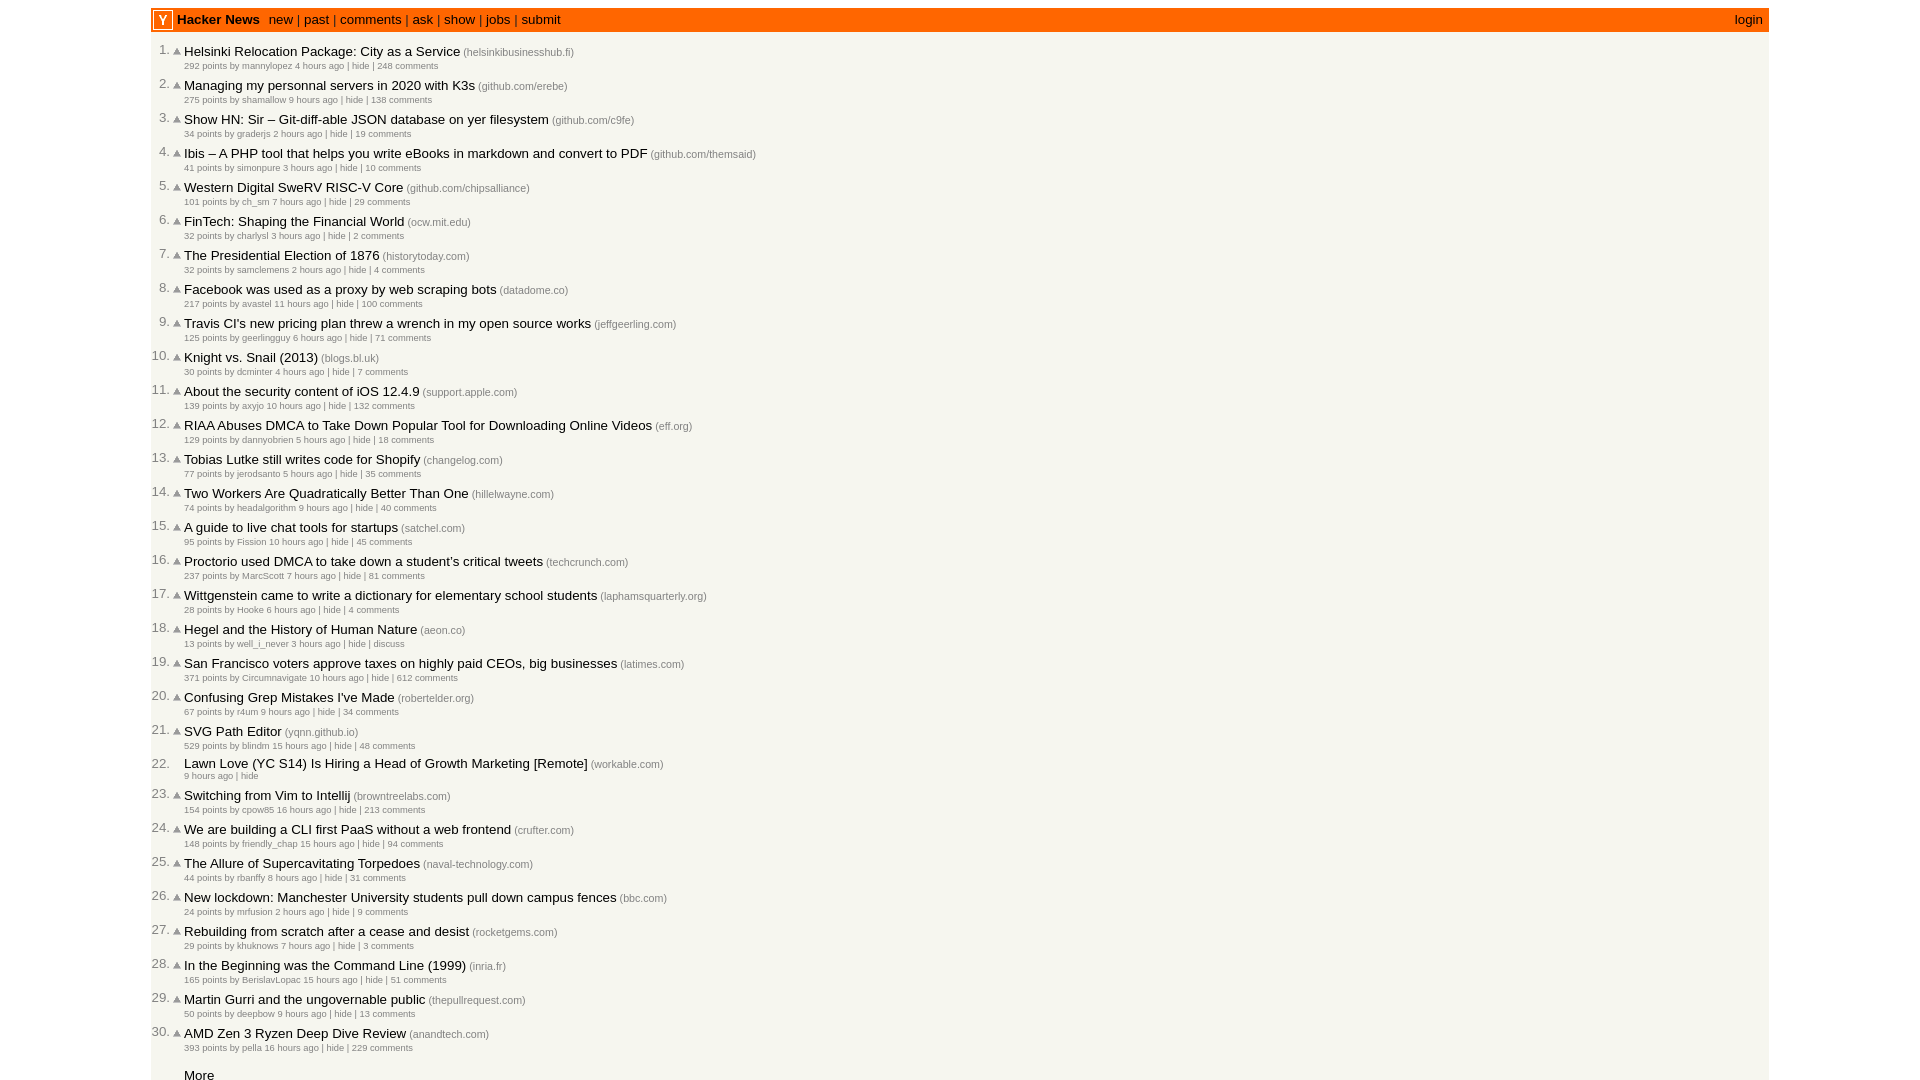 Y Hacker News new | past | comments | ask | show | jobs | submit login
1. Helsinki Relocation Package: City as a Service (helsinkibusinesshub.fi)
292 points by mannylopez 4 hours ago | hide | 248 comments
2. Managing my personnal servers in 2020 with K3s (github.com/erebe)
275 points by shamallow 9 hours ago | hide | 138 comments
3. Show HN: Sir – Git-diff-able JSON database on yer filesystem (github.com/c9fe)
34 points by graderjs 2 hours ago | hide | 19 comments
4. Ibis – A PHP tool that helps you write eBooks in markdown and convert to PDF (github.com/themsaid)
41 points by simonpure 3 hours ago | hide | 10 comments
5. Western Digital SweRV RISC-V Core (github.com/chipsalliance)
101 points by ch_sm 7 hours ago | hide | 29 comments
6. FinTech: Shaping the Financial World (ocw.mit.edu)
32 points by charlysl 3 hours ago | hide | 2 comments
7. The Presidential Election of 1876 (historytoday.com)
32 points by samclemens 2 hours ago | hide | 4 comments
8. Facebook was used as a proxy by web scraping bots (datadome.co)
217 points by avastel 11 hours ago | hide | 100 comments
9. Travis CI's new pricing plan threw a wrench in my open source works (jeffgeerling.com)
125 points by geerlingguy 6 hours ago | hide | 71 comments
10. Knight vs. Snail (2013) (blogs.bl.uk)
30 points by dcminter 4 hours ago | hide | 7 comments
11. About the security content of iOS 12.4.9 (support.apple.com)
139 points by axyjo 10 hours ago | hide | 132 comments
12. RIAA Abuses DMCA to Take Down Popular Tool for Downloading Online Videos (eff.org)
129 points by dannyobrien 5 hours ago | hide | 18 comments
13. Tobias Lutke still writes code for Shopify (changelog.com)
77 points by jerodsanto 5 hours ago | hide | 35 comments
14. Two Workers Are Quadratically Better Than One (hillelwayne.com)
74 points by headalgorithm 9 hours ago | hide | 40 comments
15. A guide to live chat tools for startups (satchel.com)
95 points by Fission 10 hours ago | hide | 45 comments
16. Proctorio used DMCA to take down a student’s critical tweets (techcrunch.com)
237 points by MarcScott 7 hours ago | hide | 81 comments
17. Wittgenstein came to write a dictionary for elementary school students (laphamsquarterly.org)
28 points by Hooke 6 hours ago | hide | 4 comments
18. Hegel and the History of Human Nature (aeon.co)
13 points by well_i_never 3 hours ago | hide | discuss
19. San Francisco voters approve taxes on highly paid CEOs, big businesses (latimes.com)
371 points by Circumnavigate 10 hours ago | hide | 612 comments
20. Confusing Grep Mistakes I've Made (robertelder.org)
67 points by r4um 9 hours ago | hide | 34 comments
21. SVG Path Editor (yqnn.github.io)
529 points by blindm 15 hours ago | hide | 48 comments
22. Lawn Love (YC S14) Is Hiring a Head of Growth Marketing [Remote] (workable.com)
9 hours ago | hide
23. Switching from Vim to Intellij (browntreelabs.com)
154 points by cpow85 16 hours ago | hide | 213 comments
24. We are building a CLI first PaaS without a web frontend (crufter.com)
148 points by friendly_chap 15 hours ago | hide | 94 comments
25. The Allure of Supercavitating Torpedoes (naval-technology.com)
44 points by rbanffy 8 hours ago | hide | 31 comments
26. New lockdown: Manchester University students pull down campus fences (bbc.com)
24 points by mrfusion 2 hours ago | hide | 9 comments
27. Rebuilding from scratch after a cease and desist (rocketgems.com)
29 points by khuknows 7 hours ago | hide | 3 comments
28. In the Beginning was the Command Line (1999) (inria.fr)
165 points by BerislavLopac 15 hours ago | hide | 51 comments
29. Martin Gurri and the ungovernable public (thepullrequest.com)
50 points by deepbow 9 hours ago | hide | 13 comments
30. AMD Zen 3 Ryzen Deep Dive Review (anandtech.com)
393 points by pella 16 hours ago | hide | 229 comments
More